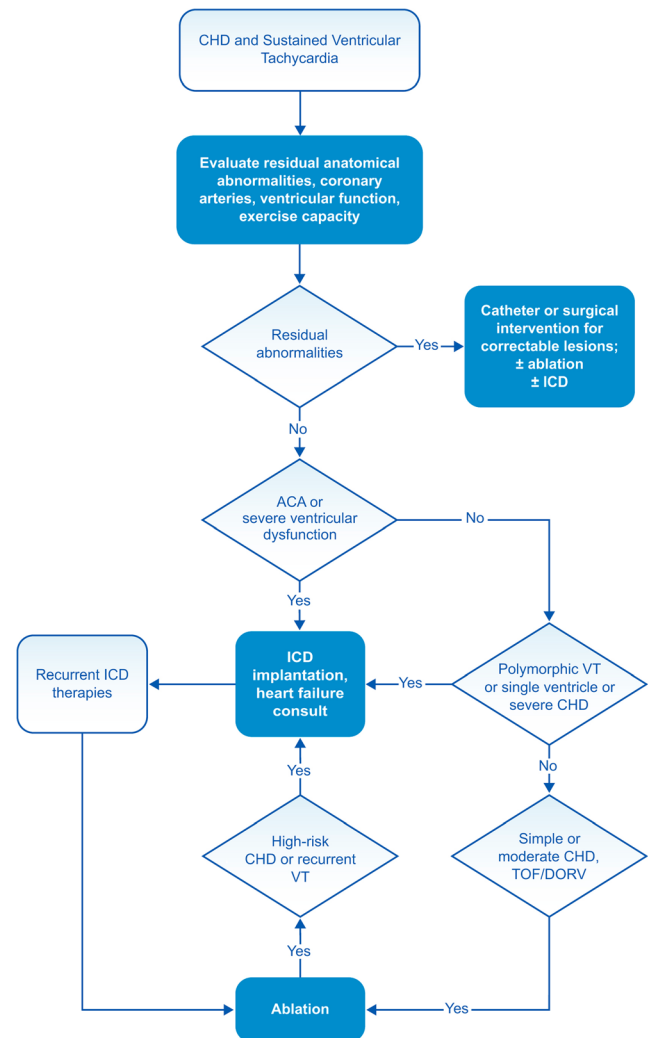 CHD and Sustained Ventricular
Tachycardia
Evaluate residual anatomical
abnormalities, coronary
arteries, ventricular function,
exercise capacity
Residual
abnormalities
Yes
Catheter or surgical
intervention for
correctable lesions;
± ablation
± ICD
No
ACA or
severe ventricular
dysfunction
No
Yes
Recurrent ICD
therapies
ICD
implantation,
heart failure
consult
Yes
Polymorphic VT
or single ventricle or
severe CHD
Yes
No
High-risk
CHD or recurrent
VT
Simple or
moderate CHD,
TOF/DORV
Yes
Ablation
Yes